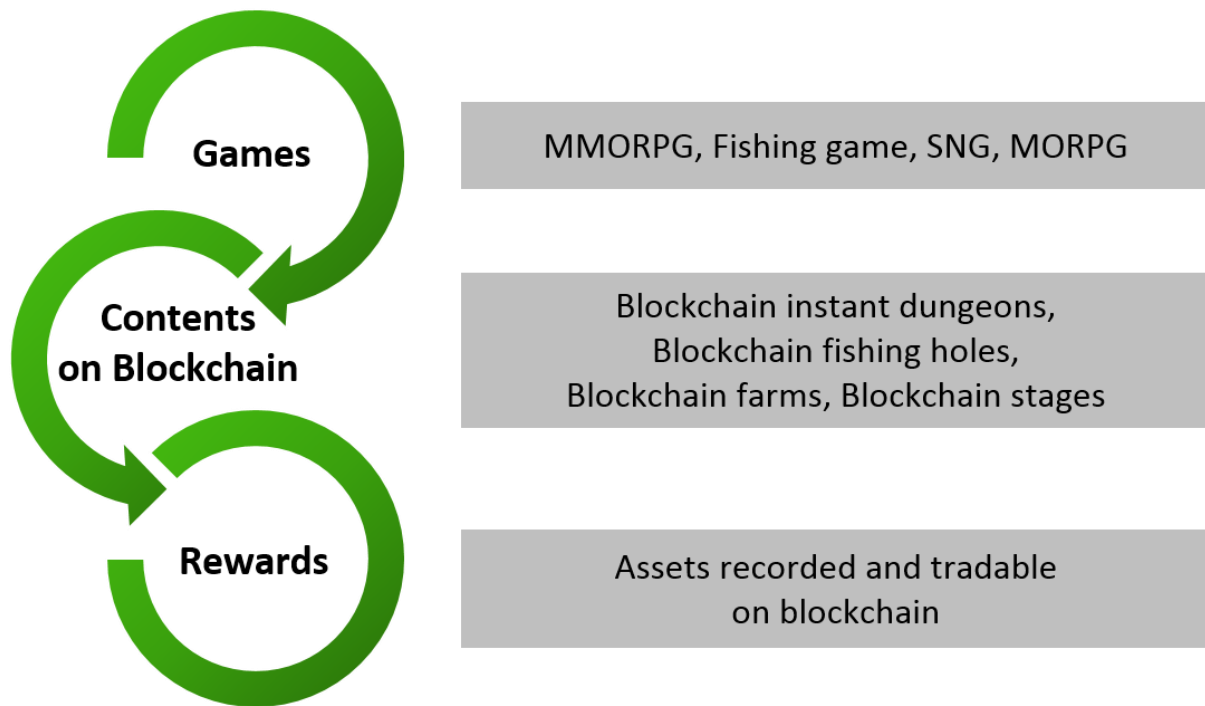 Games
MMORPG, Fishing game, SNG, MORPG
Contents
on Blockchain
Blockchain instant dungeons,
Blockchain fishing holes,
Blockchain farms, Blockchain stages
Rewards
Assets recorded and tradable
on blockchain